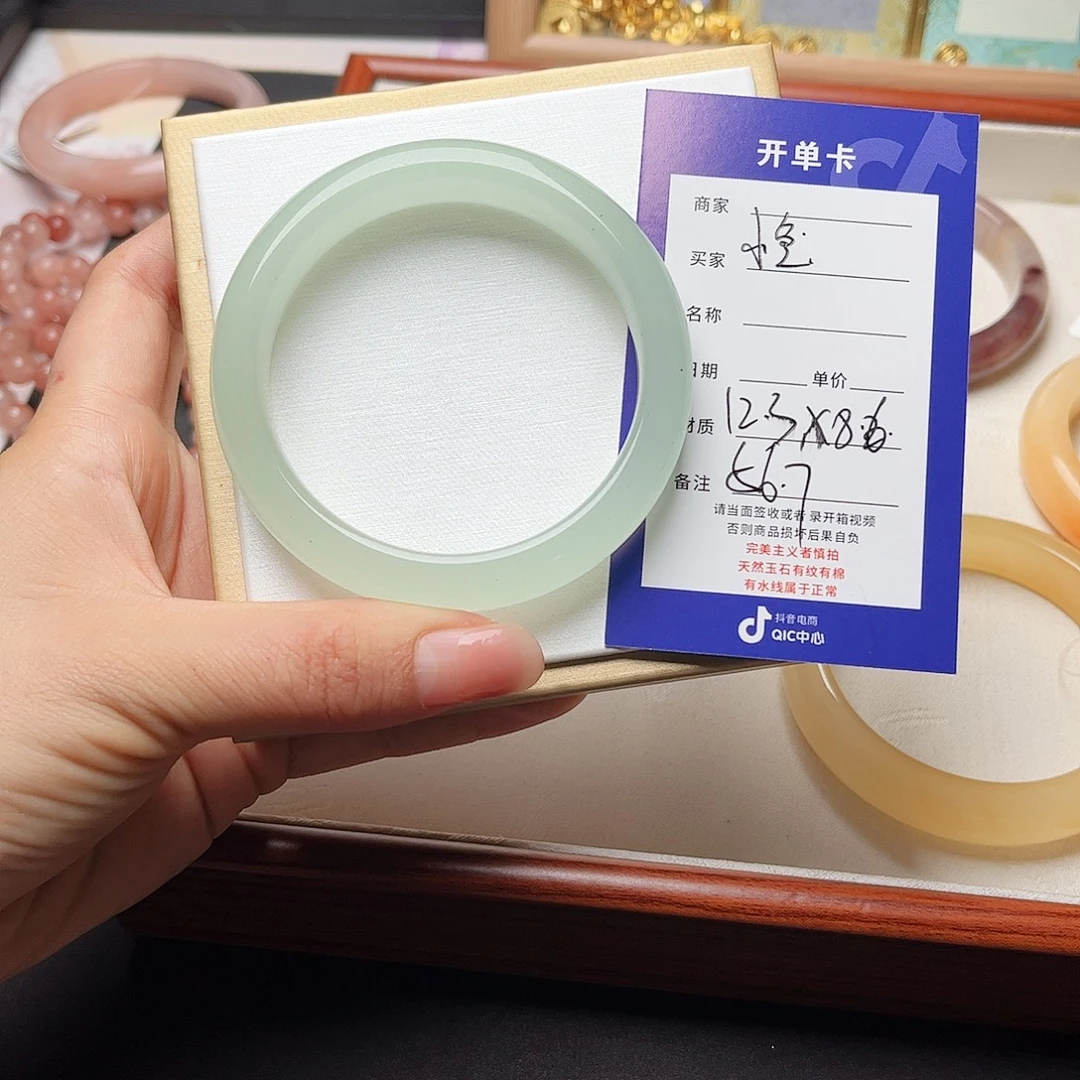 开单卡
商家
买家
名称
日期 单价
材质 12.5X8.6
备注 56.7
请当面签收或者录开箱视频
否则商品损坏后果自负
完美主义者慎拍
天然玉石有纹有棉
有水线属于正常
抖音电商
QIC中心